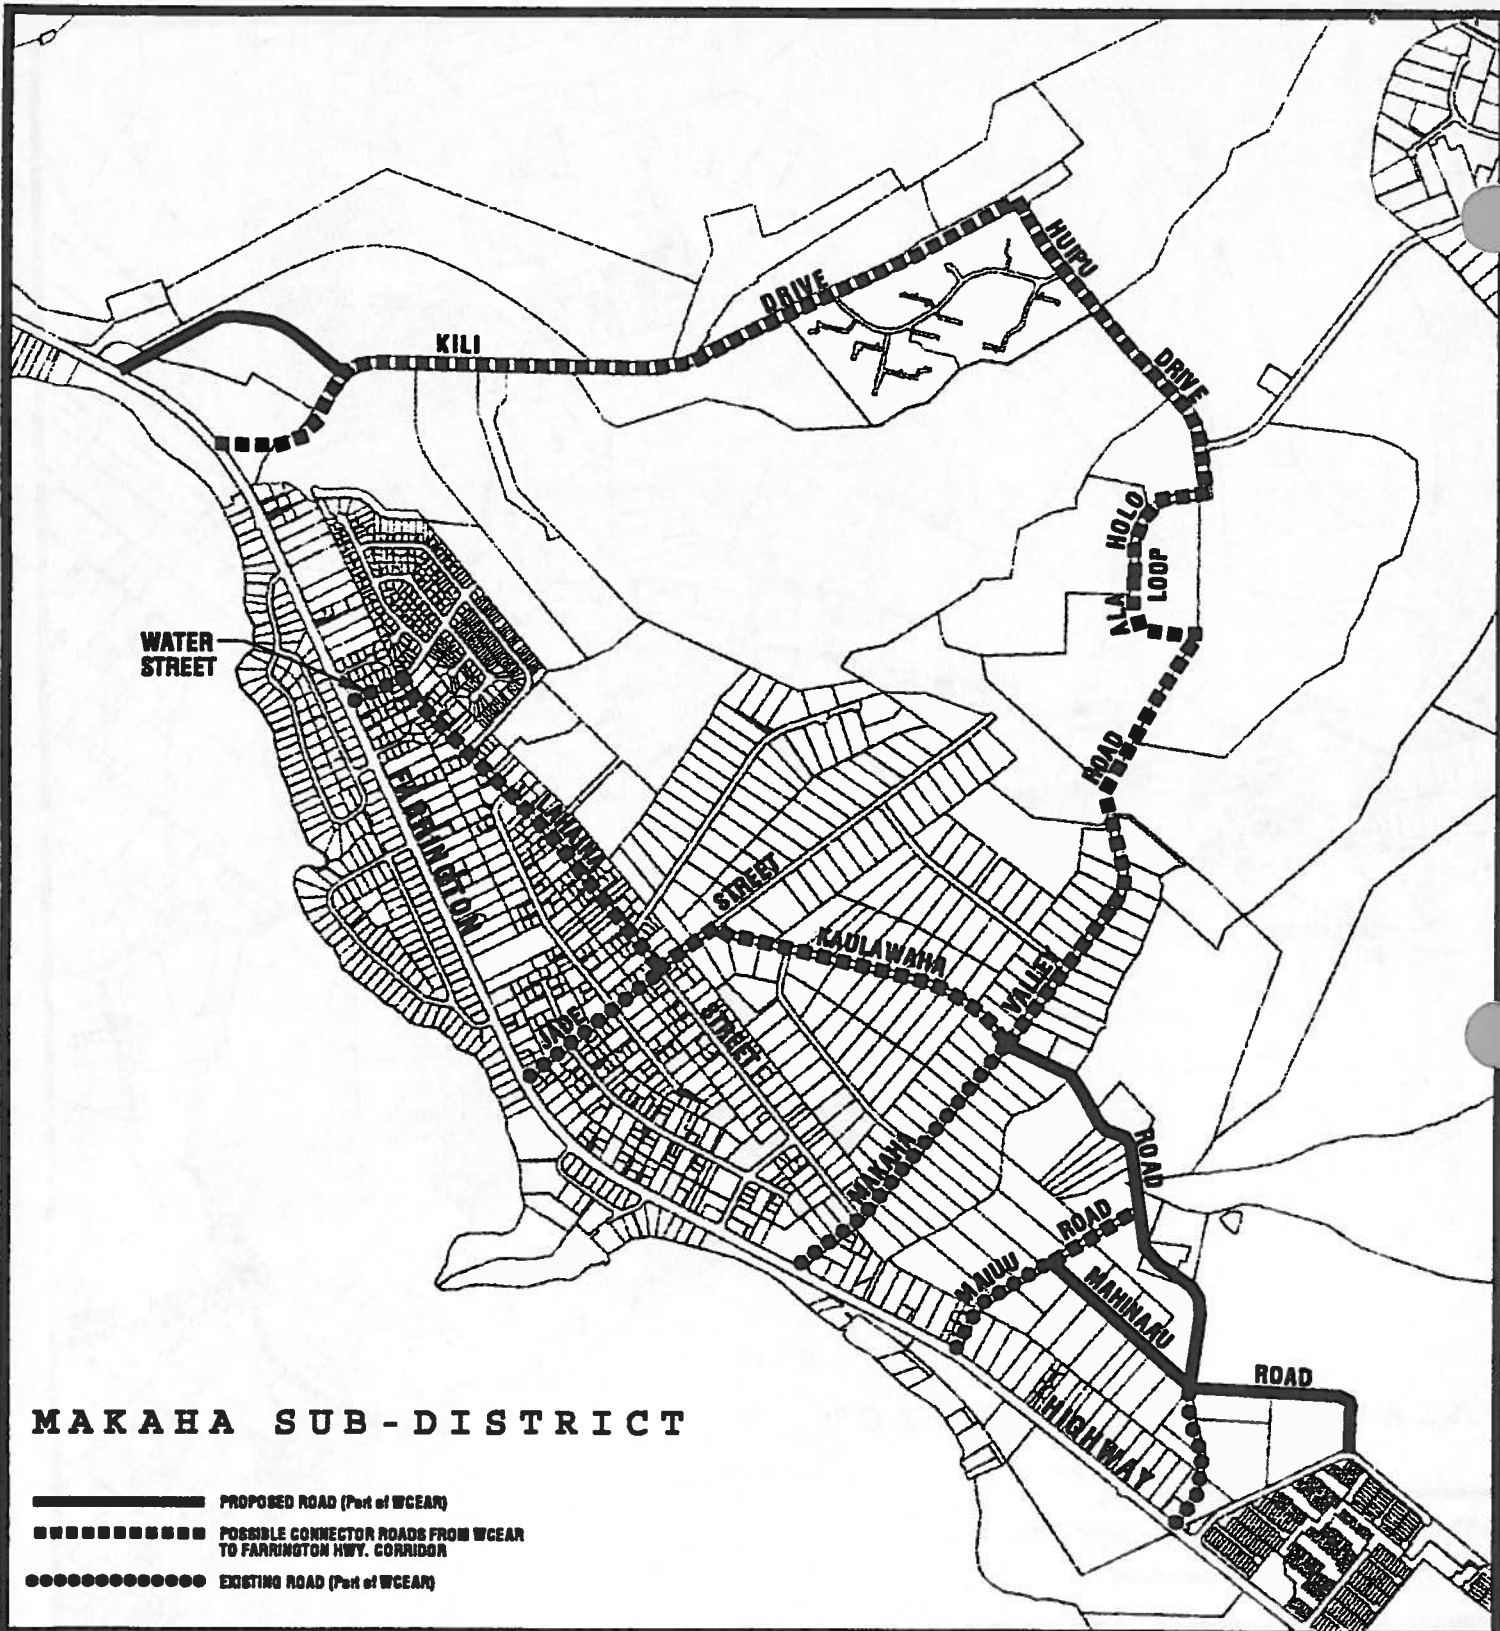 HUIPU
DRIVE
KILI
DRIVE
HOLO
LOOP
ALA
WATER
STREET
ROAD
FARRINGTON
LAHAINA
STREET
KAULAWAHA
VALLEY
JADE
STREET
MAKAHA
ROAD
ROAD
MAIUU
MAHINAAU
ROAD
HIGHWAY
MAKAHA SUB-DISTRICT
PROPOSED ROAD (Part of WCEAR)
POSSIBLE CONNECTOR ROADS FROM WCEAR
TO FARRINGTON HWY. CORRIDOR
EXISTING ROAD (Part of WCEAR)